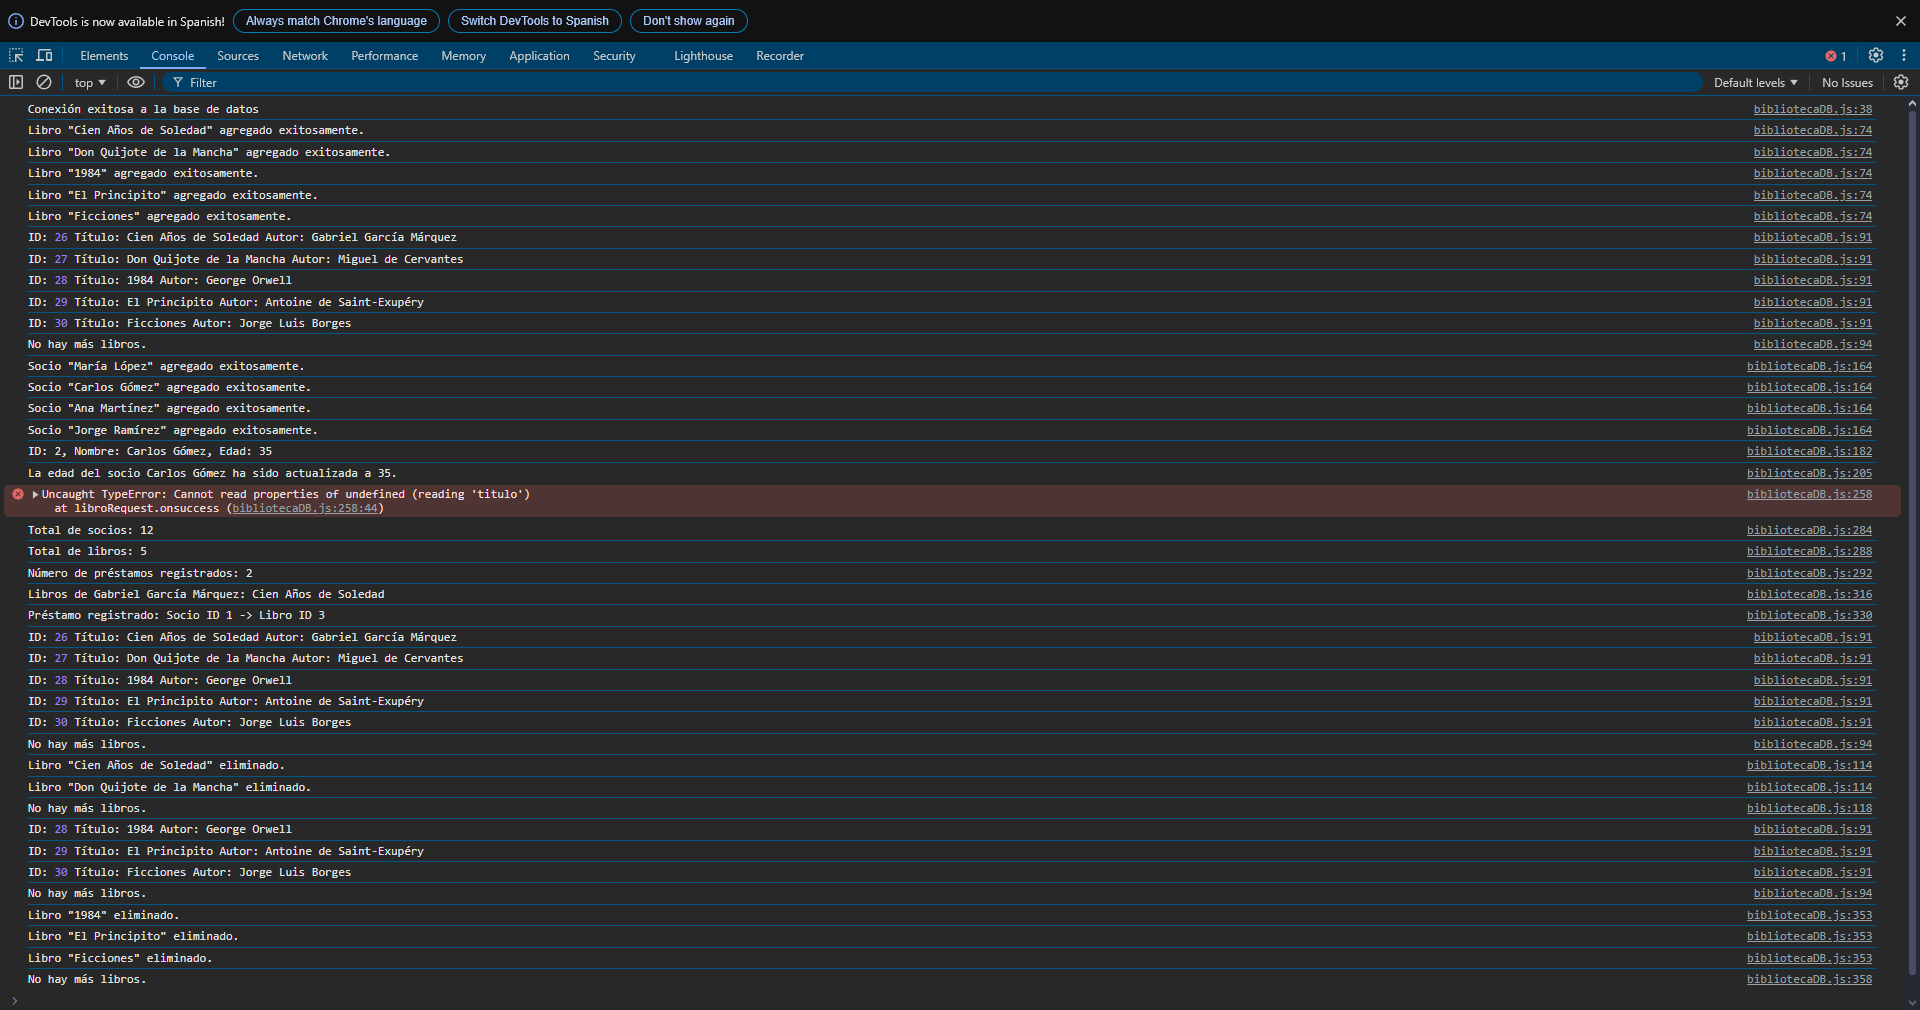 DevTools is now available in Spanish! Always match Chrome's language Switch DevTools to Spanish Don't show again
Elements Console Sources Network Performance Memory Application Security Lighthouse Recorder 1
top Filter Default levels No Issues
Conexión exitosa a la base de datos bibliotecaDB.js:38
Libro "Cien Años de Soledad" agregado exitosamente. bibliotecaDB.js:74
Libro "Don Quijote de la Mancha" agregado exitosamente. bibliotecaDB.js:74
Libro "1984" agregado exitosamente. bibliotecaDB.js:74
Libro "El Principito" agregado exitosamente. bibliotecaDB.js:74
Libro "Ficciones" agregado exitosamente. bibliotecaDB.js:74
ID: 26 Título: Cien Años de Soledad Autor: Gabriel García Márquez bibliotecaDB.js:91
ID: 27 Título: Don Quijote de la Mancha Autor: Miguel de Cervantes bibliotecaDB.js:91
ID: 28 Título: 1984 Autor: George Orwell bibliotecaDB.js:91
ID: 29 Título: El Principito Autor: Antoine de Saint-Exupéry bibliotecaDB.js:91
ID: 30 Título: Ficciones Autor: Jorge Luis Borges bibliotecaDB.js:91
No hay más libros. bibliotecaDB.js:94
Socio "María López" agregado exitosamente. bibliotecaDB.js:164
Socio "Carlos Gómez" agregado exitosamente. bibliotecaDB.js:164
Socio "Ana Martínez" agregado exitosamente. bibliotecaDB.js:164
Socio "Jorge Ramírez" agregado exitosamente. bibliotecaDB.js:164
ID: 2, Nombre: Carlos Gómez, Edad: 35 bibliotecaDB.js:182
La edad del socio Carlos Gómez ha sido actualizada a 35. bibliotecaDB.js:205
Uncaught TypeError: Cannot read properties of undefined (reading 'titulo') bibliotecaDB.js:258
at libroRequest.onsuccess (bibliotecaDB.js:258:44)
Total de socios: 12 bibliotecaDB.js:284
Total de libros: 5 bibliotecaDB.js:288
Número de préstamos registrados: 2 bibliotecaDB.js:292
Libros de Gabriel García Márquez: Cien Años de Soledad bibliotecaDB.js:316
Préstamo registrado: Socio ID 1 -> Libro ID 3 bibliotecaDB.js:330
ID: 26 Título: Cien Años de Soledad Autor: Gabriel García Márquez bibliotecaDB.js:91
ID: 27 Título: Don Quijote de la Mancha Autor: Miguel de Cervantes bibliotecaDB.js:91
ID: 28 Título: 1984 Autor: George Orwell bibliotecaDB.js:91
ID: 29 Título: El Principito Autor: Antoine de Saint-Exupéry bibliotecaDB.js:91
ID: 30 Título: Ficciones Autor: Jorge Luis Borges bibliotecaDB.js:91
No hay más libros. bibliotecaDB.js:94
Libro "Cien Años de Soledad" eliminado. bibliotecaDB.js:114
Libro "Don Quijote de la Mancha" eliminado. bibliotecaDB.js:114
No hay más libros. bibliotecaDB.js:118
ID: 28 Título: 1984 Autor: George Orwell bibliotecaDB.js:91
ID: 29 Título: El Principito Autor: Antoine de Saint-Exupéry bibliotecaDB.js:91
ID: 30 Título: Ficciones Autor: Jorge Luis Borges bibliotecaDB.js:91
No hay más libros. bibliotecaDB.js:94
Libro "1984" eliminado. bibliotecaDB.js:353
Libro "El Principito" eliminado. bibliotecaDB.js:353
Libro "Ficciones" eliminado. bibliotecaDB.js:353
No hay más libros. bibliotecaDB.js:358